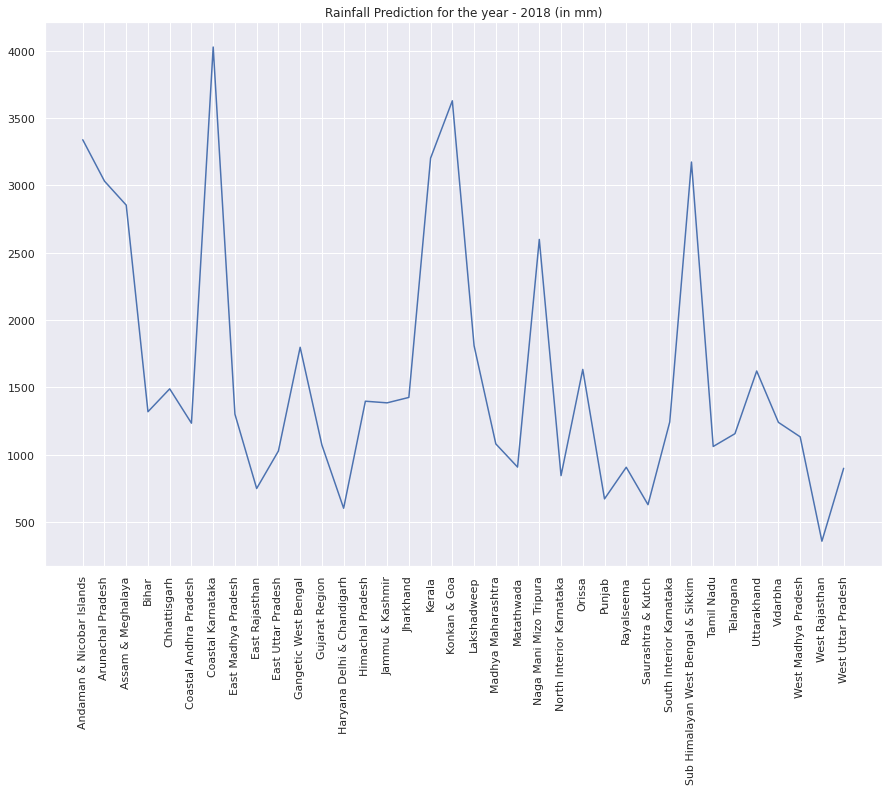 Rainfall Prediction for the year - 2018 (in mm)
4000
3500
3000
2500
2000
1500
1000
500
Andaman & Nicobar Islands
Arunachal Pradesh
Assam & Meghalaya
Bihar
Chhattisgarh
Coastal Andhra Pradesh
Coastal Karnataka
East Madhya Pradesh
East Rajasthan
East Uttar Pradesh
Gangetic West Bengal
Gujarat Region
Haryana Delhi & Chandigarh
Himachal Pradesh
Jammu & Kashmir
Jharkhand
Kerala
Konkan & Goa
Lakshadweep
Madhya Maharashtra
Matathwada
Naga Mani Mizo Tripura
North Interior Karnataka
Orissa
Punjab
Rayalseema
Saurashtra & Kutch
South Interior Karnataka
Sub Himalayan West Bengal & Sikkim
Tamil Nadu
Telangana
Uttarakhand
Vidarbha
West Madhya Pradesh
West Rajasthan
West Uttar Pradesh